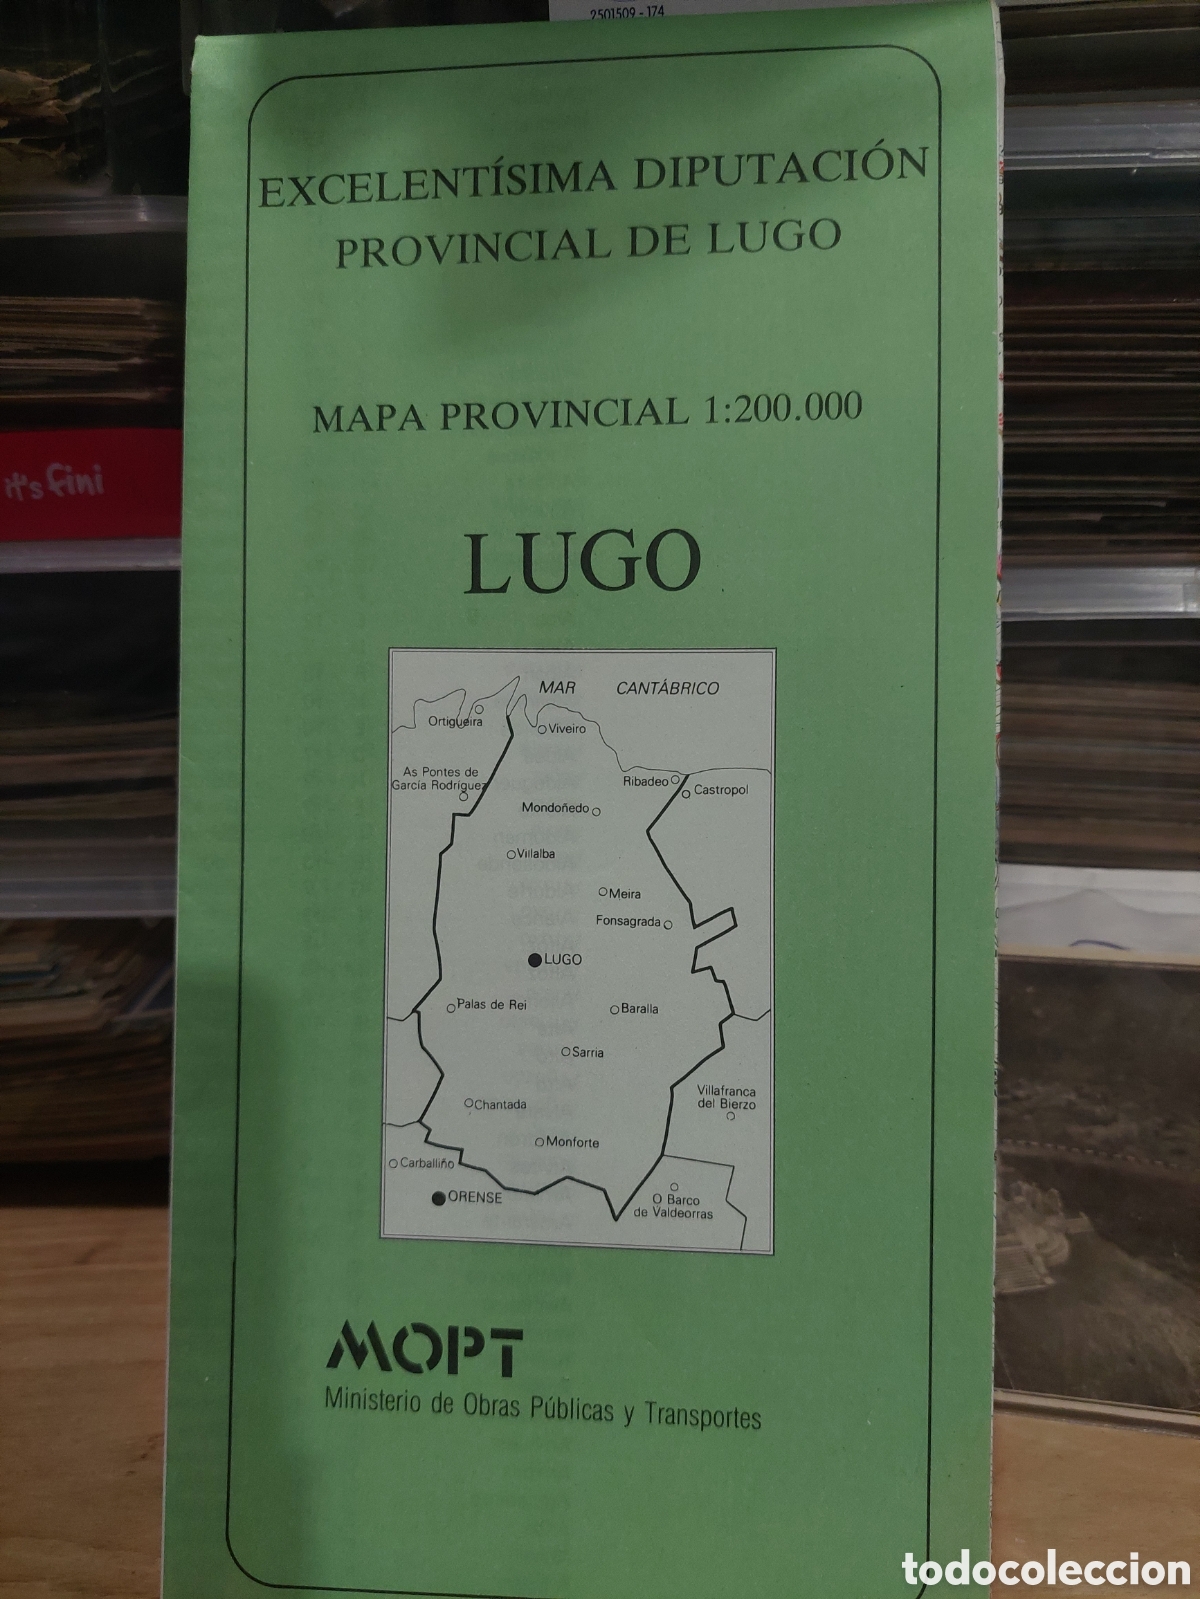 2501509 - 174
EXCELENTÍSIMA DIPUTACIÓN
PROVINCIAL DE LUGO
MAPA PROVINCIAL 1:200.000
it's fini
LUGO
MAR CANTÁBRICO
Ortigueira
Viveiro
As Pontes de
García Rodríguez
Ribadeo
Castropol
Mondoñedo
Villalba
Meira
Fonsagrada
LUGO
Palas de Rei
Baralla
Sarria
Villafranca
del Bierzo
Chantada
Monforte
Carballiño
ORENSE
O Barco
de Valdeorras
MOPT
Ministerio de Obras Públicas y Transportes
todocoleccion